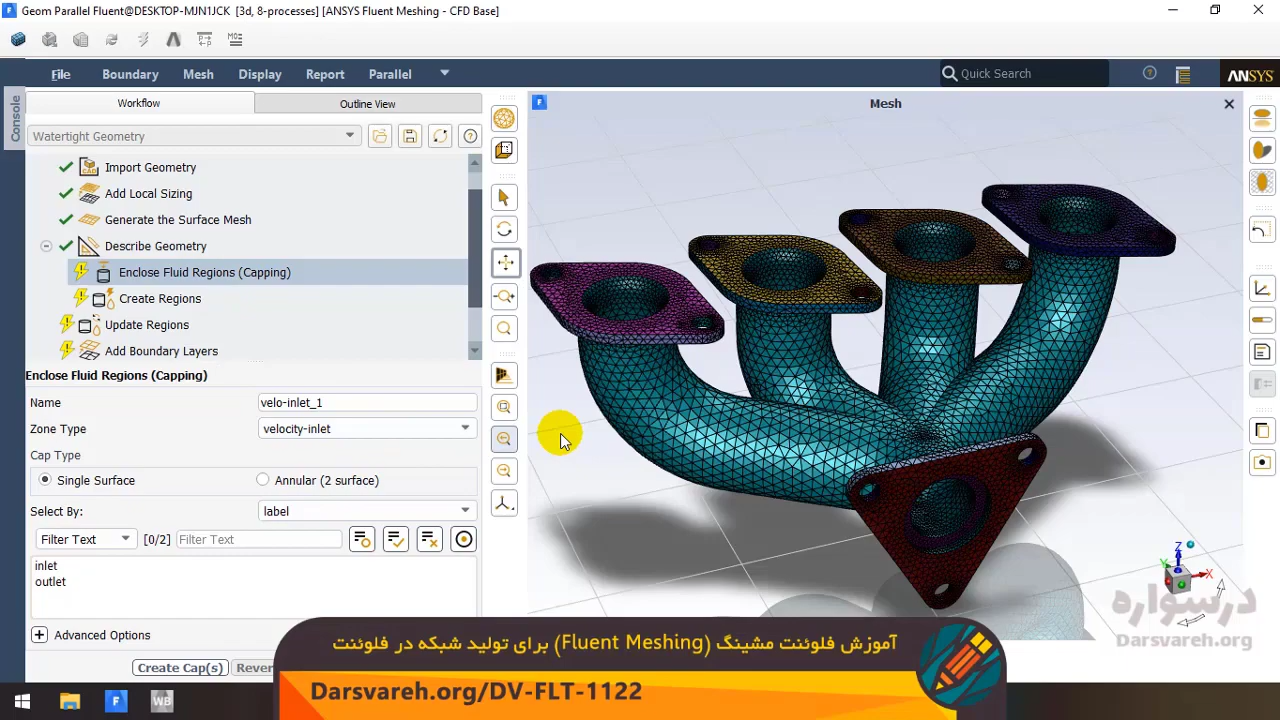 Geom Parallel Fluent@DESKTOP-MJN1JCK [3d, 8-processes] [ANSYS Fluent Meshing - CFD Base]
File Boundary Mesh Display Report Parallel Quick Search ANSYS
Console
Workflow Outline View
Watertight Geometry
Import Geometry
Add Local Sizing
Generate the Surface Mesh
Describe Geometry
Enclose Fluid Regions (Capping)
Create Regions
Update Regions
Add Boundary Layers
Enclose Fluid Regions (Capping)
Name velo-inlet_1
Zone Type velocity-inlet
Cap Type
Single Surface Annular (2 surface)
Select By: label
Filter Text [0/2] Filter Text
inlet
outlet
Advanced Options
Create Cap(s) Rever
Mesh
Z
Y
X
درسواره
Darsvareh.org
آموزش فلوئنت مشینگ (Fluent Meshing) برای تولید شبکه در فلوئنت
Darsvareh.org/DV-FLT-1122
F
WB